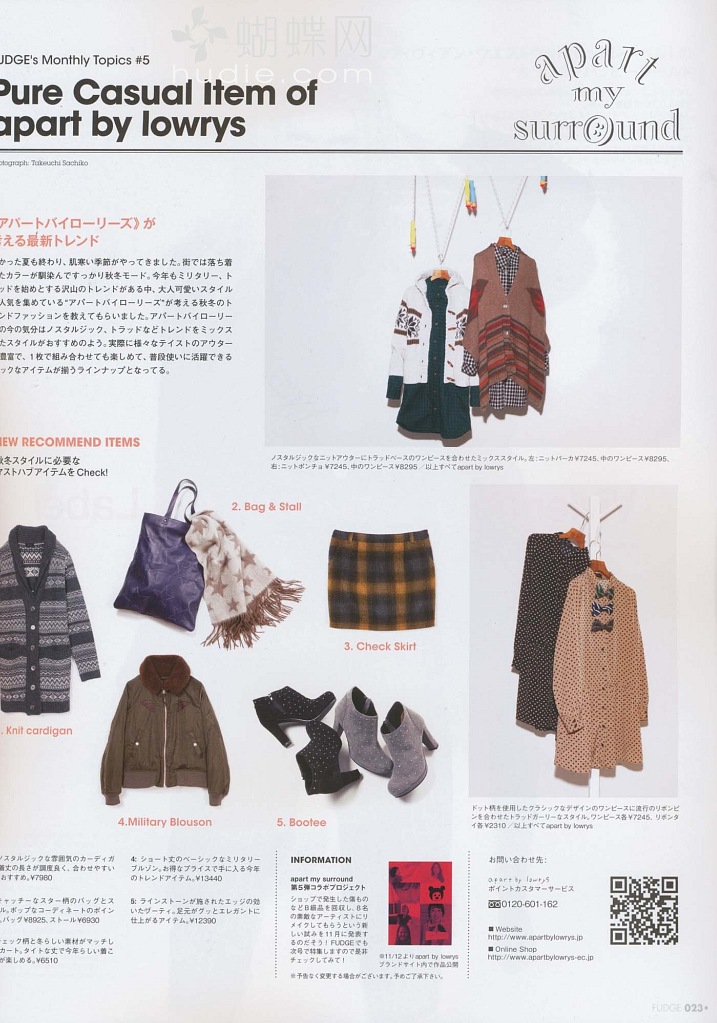 蝴蝶网
hudie.com
UDGE's Monthly Topics #5
Pure Casual Item of
apart by lowrys
apart
my
surround
otograph: Takeuchi Sachiko
アパートバイローリーズ》が
える最新トレンド
かった夏も終わり、肌寒い季節がやってきました。街では落ち着
たカラーが馴染んですっかり秋冬モード。今年もミリタリー、ト
ッドを始めとする沢山のトレンドがある中、大人可愛いスタイル
人気を集めている“アパートバイローリーズ”が考える秋冬のト
ンドファッションを教えてもらいました。アパートバイローリー
の今の気分はノスタルジック、トラッドなどトレンドをミックス
たスタイルがおすすめのよう。実際に様々なテイストのアウター
豊富で、1枚で組み合わせても楽しめて、普段使いに活躍できる
ックなアイテムが揃うラインナップとなってる。
ノスタルジックなニットアウターにトラッドベースのワンピースを合わせたミックススタイル。左:ニットパーカ¥7245、中のワンピース¥8295、
右:ニットポンチョ ¥7245、中のワンピース¥8295 ／以上すべてapart by lowrys
NEW RECOMMEND ITEMS
秋冬スタイルに必要な
マストハブアイテムをCheck!
2. Bag & Stall
3. Check Skirt
. Knit cardigan
4.Military Blouson
5. Bootee
ドット柄を使用したクラシックなデザインのワンピースに流行のリボンピ
ンを合わせたトラッドガーリーなスタイル。ワンピース各¥7245、リボンタ
イ各¥2310 ／以上すべてapart by lowrys
ノスタルジックな雰囲気のカーディガ
着丈の長さが調度良く、合わせやすい
おすすめ。¥7980
キャッチーなスター柄のバッグとス
ル。ポップなコーディネートのポイン
。バッグ¥8925、ストール¥6930
チェック柄と冬らしい素材がマッチし
カート。タイトな丈で今年らしい着こ
が楽しめる。¥6510
4: ショート丈のベーシックなミリタリー
ブルゾン。お得なプライスで手に入る今年
のトレンドアイテム。¥13440
5: ラインストーンが施されたエッジの効
いたヴーティ。足元がグッとエレガントに
仕上がるアイテム。¥12390
INFORMATION
apart my surround
第5弾コラボプロジェクト
ショップで発生した傷もの
などB級品を回収し、8名
の素敵なアーティストにリ
メイクしてもらうという新
しい試みを11月に発表す
るのだそう! FUDGEでも
次号で特集しますので是非
チェックしてみて!
※予告なく変更する場合がございます。予めご了承下さい。
※11/12よりapart by lowrys
ブランドサイト内で作品公開
お問い合わせ先:
apart by lowrys
ポイントカスタマーサービス
0120-601-162
■ Website
http://www.apartbylowrys.jp
■ Online Shop
http://www.apartbylowrys-ec.jp
FUDGE 023